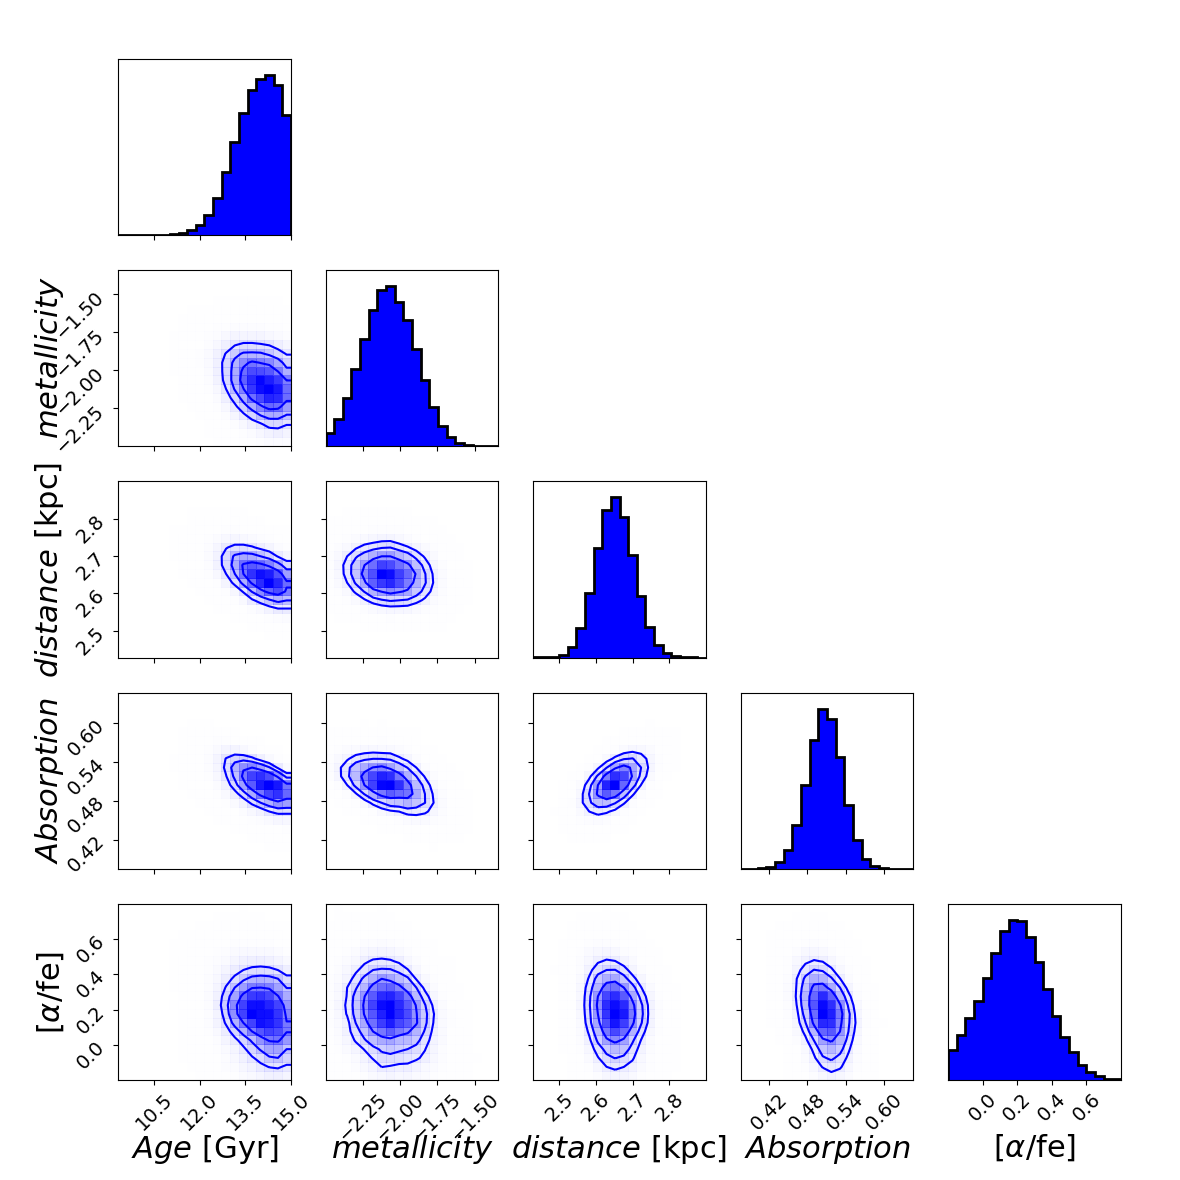 metallicity
−1.50
−1.75
−2.00
−2.25
distance [kpc]
2.8
2.7
2.6
2.5
Absorption
0.60
0.54
0.48
0.42
[α/fe]
0.6
0.4
0.2
0.0
10.5 12.0 13.5 15.0
Age [Gyr]
−2.25 −2.00 −1.75 −1.50
metallicity
2.5 2.6 2.7 2.8
distance [kpc]
0.42 0.48 0.54 0.60
Absorption
0.0 0.2 0.4 0.6
[α/fe]